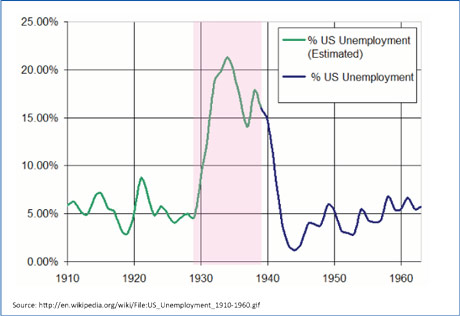 25.00%
20.00%
15.00%
10.00%
5.00%
0.00%
1910 1920 1930 1940 1950 1960
% US Unemployment
(Estimated)
% US Unemployment
Source: http://en.wikipedia.org/wiki/File:US_Unemployment_1910-1960.gif